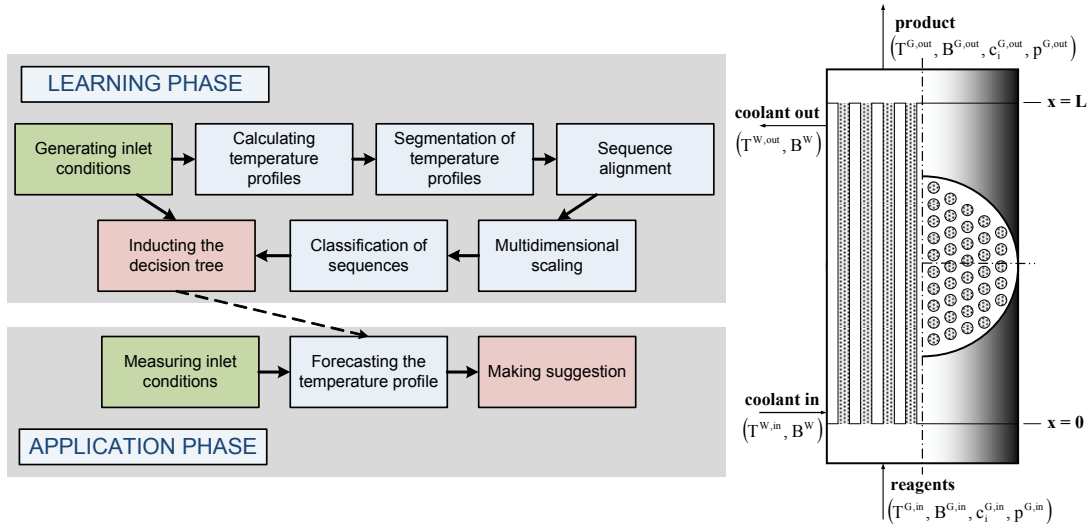 LEARNING PHASE
Generating inlet
conditions
Calculating
temperature
profiles
Segmentation of
temperature
profiles
Sequence
alignment
Inducting the
decision tree
Classification of
sequences
Multidimensional
scaling
Measuring inlet
conditions
Forecasting the
temperature profile
Making suggestion
APPLICATION PHASE
product
(T^G,out, B^G,out, c_i^G,out, p^G,out)
x = L
coolant out
(T^W,out, B^W)
coolant in
(T^W,in, B^W)
x = 0
reagents
(T^G,in, B^G,in, c_i^G,in, p^G,in)